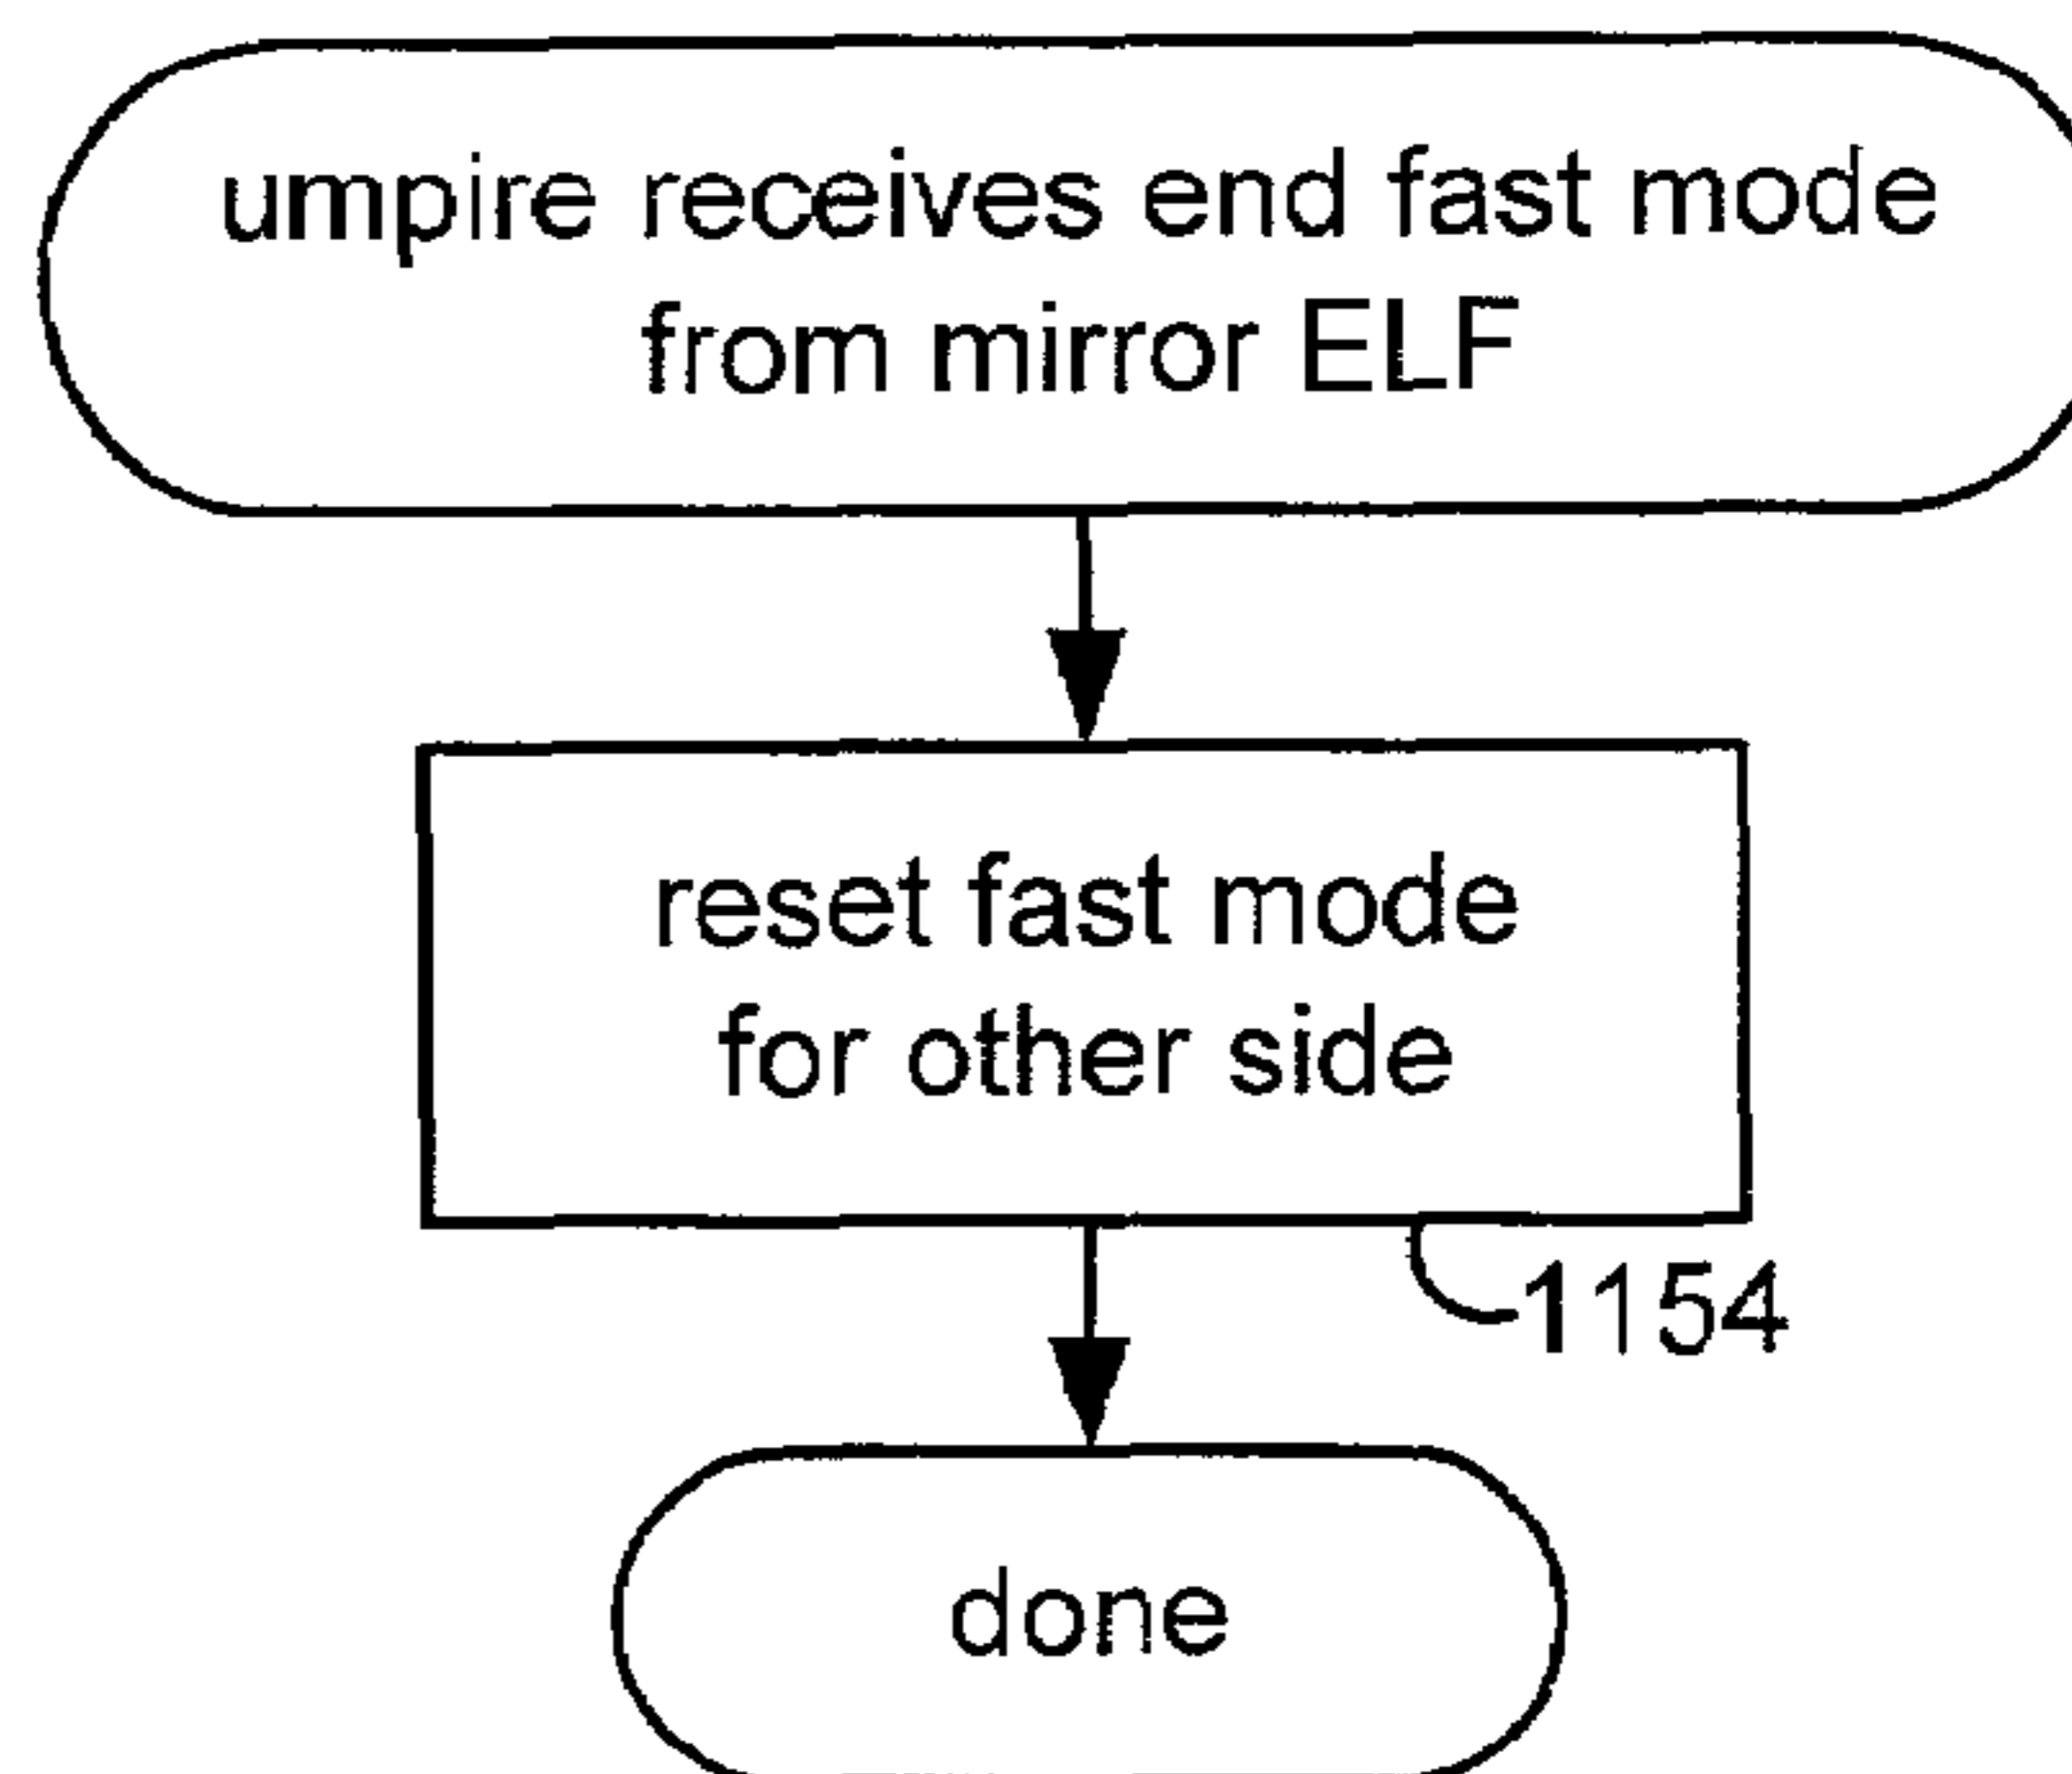 umpire receives end fast mode
from mirror ELF
reset fast mode
for other side
1154
done